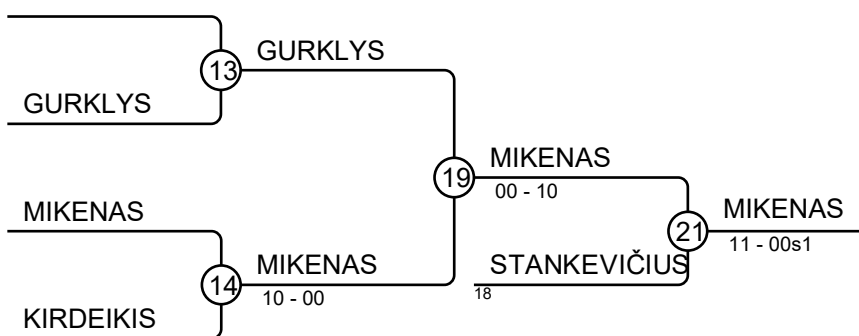 GURKLYS
13
GURKLYS
MIKENAS
19
00 - 10
MIKENAS
MIKENAS
21
11 - 00s1
MIKENAS
14
10 - 00
STANKEVIČIUS
18
KIRDEIKIS